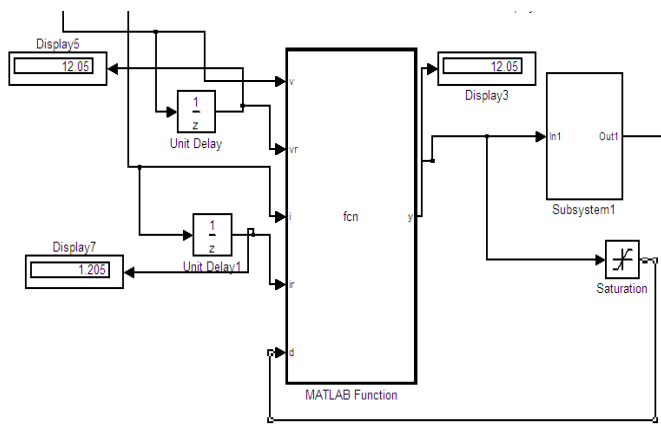 Display5
12.05
1
z
Unit Delay
v
vr
i
ir
d
fcn
y
MATLAB Function
12.05
Display3
In1
Out1
Subsystem1
Saturation
1
z
Unit Delay1
Display7
1.205